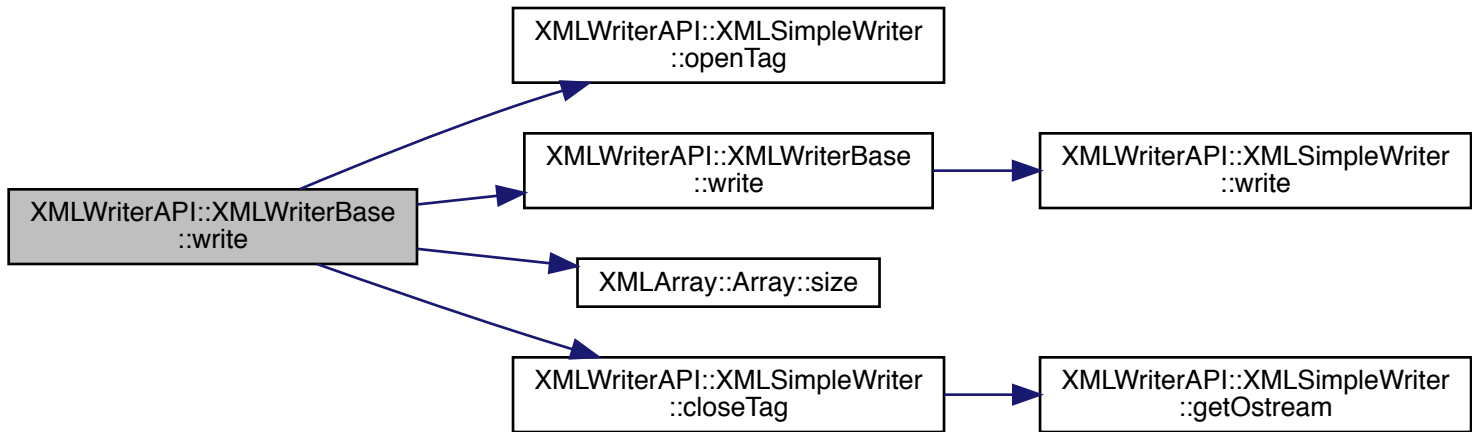 XMLWriterAPI::XMLWriterBase
::write
XMLWriterAPI::XMLSimpleWriter
::openTag
XMLWriterAPI::XMLWriterBase
::write
XMLArray::Array::size
XMLWriterAPI::XMLSimpleWriter
::closeTag
XMLWriterAPI::XMLSimpleWriter
::write
XMLWriterAPI::XMLSimpleWriter
::getOstream